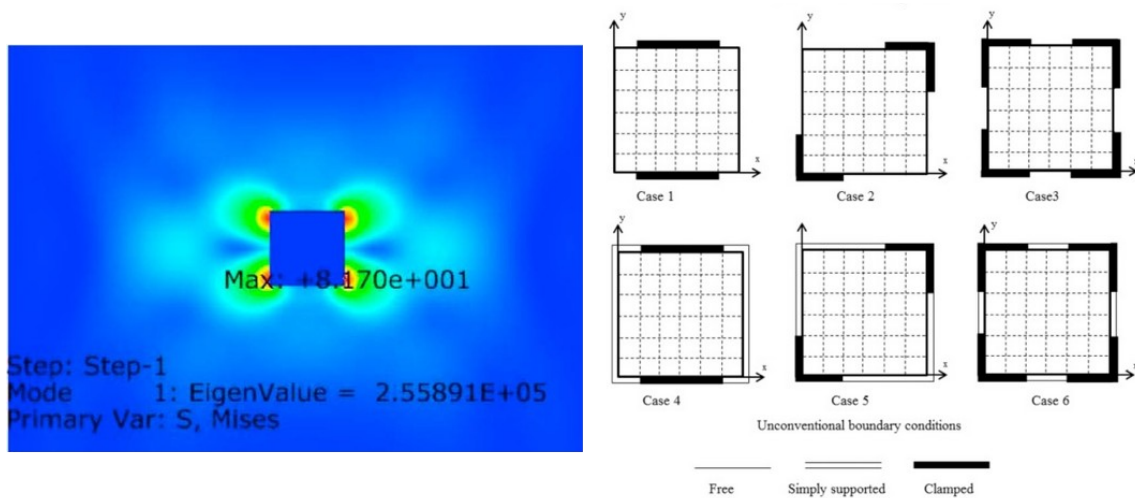 Max: +8.170e+001
Step: Step-1
Mode 1: EigenValue = 2.55891E+05
Primary Var: S, Mises
y
x
Case 1
y
x
Case 2
y
x
Case3
y
x
Case 4
y
x
Case 5
y
x
Case 6
Unconventional boundary conditions
Free Simply supported Clamped